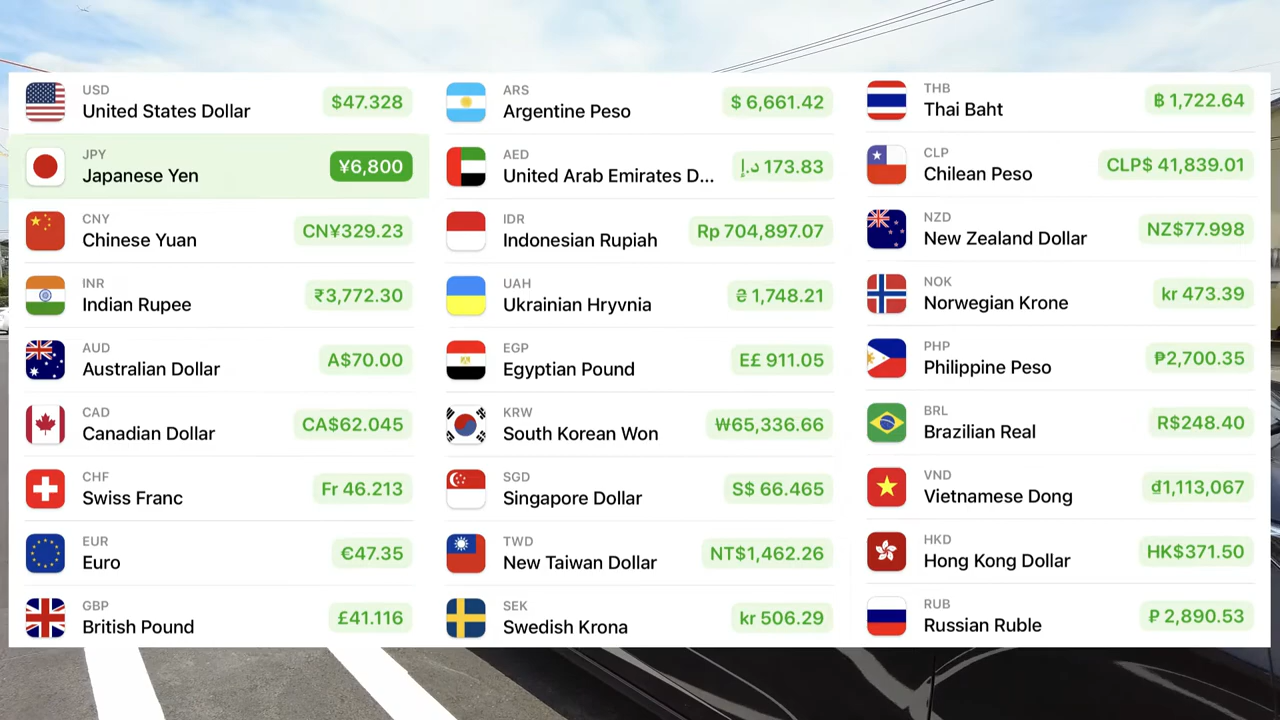 USD
United States Dollar
$47.328
JPY
Japanese Yen
¥6,800
CNY
Chinese Yuan
CN¥329.23
INR
Indian Rupee
₹3,772.30
AUD
Australian Dollar
A$70.00
CAD
Canadian Dollar
CA$62.045
CHF
Swiss Franc
Fr 46.213
EUR
Euro
€47.35
GBP
British Pound
£41.116
ARS
Argentine Peso
$ 6,661.42
AED
United Arab Emirates D...
د.إ 173.83
IDR
Indonesian Rupiah
Rp 704,897.07
UAH
Ukrainian Hryvnia
₴ 1,748.21
EGP
Egyptian Pound
E£ 911.05
KRW
South Korean Won
₩65,336.66
SGD
Singapore Dollar
S$ 66.465
TWD
New Taiwan Dollar
NT$1,462.26
SEK
Swedish Krona
kr 506.29
THB
Thai Baht
฿ 1,722.64
CLP
Chilean Peso
CLP$ 41,839.01
NZD
New Zealand Dollar
NZ$77.998
NOK
Norwegian Krone
kr 473.39
PHP
Philippine Peso
₱2,700.35
BRL
Brazilian Real
R$248.40
VND
Vietnamese Dong
₫1,113,067
HKD
Hong Kong Dollar
HK$371.50
RUB
Russian Ruble
₽ 2,890.53